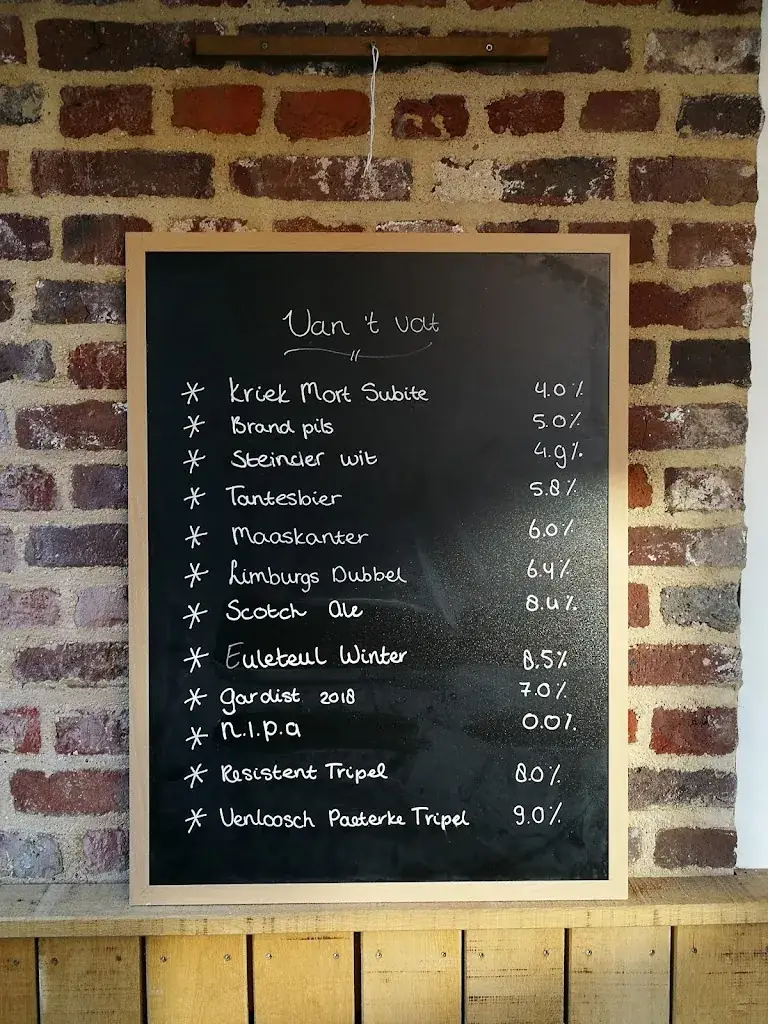 Van 't vat
* Kriek Mort Subite 4.0%
* Brand pils 5.0%
* Steincler wit 4.9%
* Tantesbier 5.8%
* Maaskanter 6.0%
* Limburgs Dubbel 6.4%
* Scotch Ale 8.4%
* Euleteul Winter 8.5%
* gardist 2018 7.0%
* n.i.p.a 0.0%
* Resistent Tripel 8.0%
* Venloosch Paeterke Tripel 9.0%